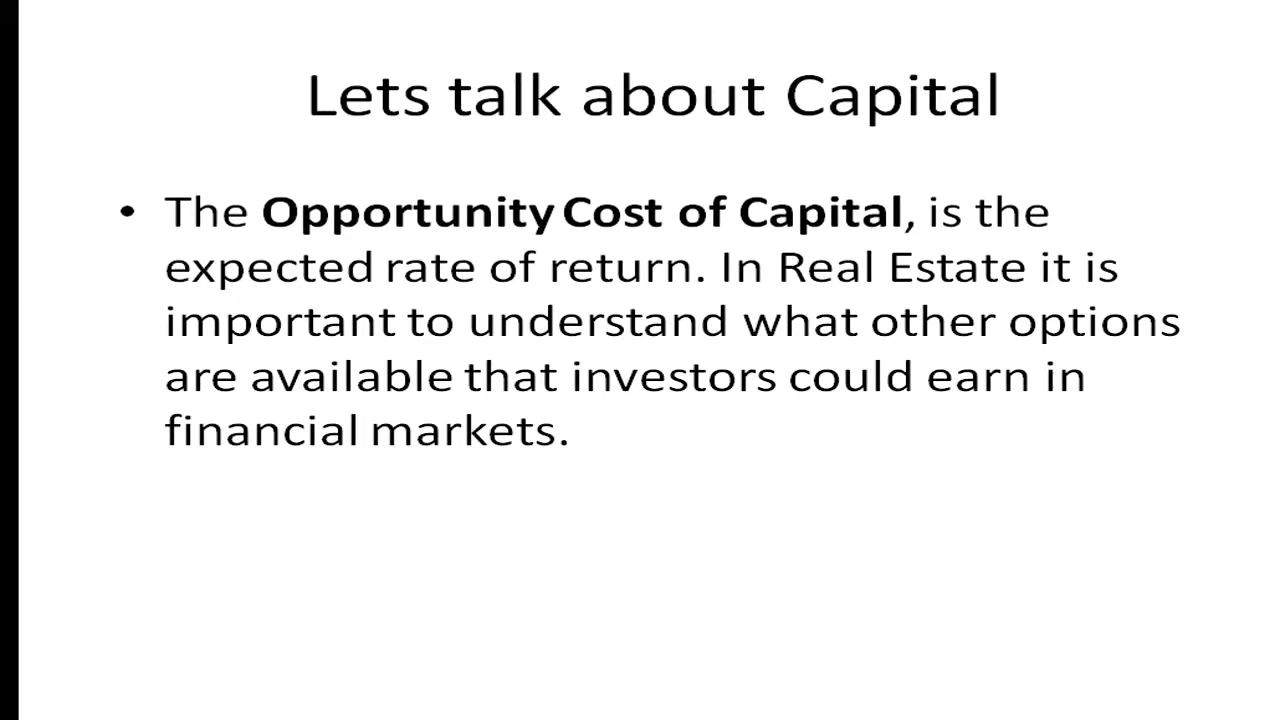 Lets talk about Capital
• The Opportunity Cost of Capital, is the
expected rate of return. In Real Estate it is
important to understand what other options
are available that investors could earn in
financial markets.